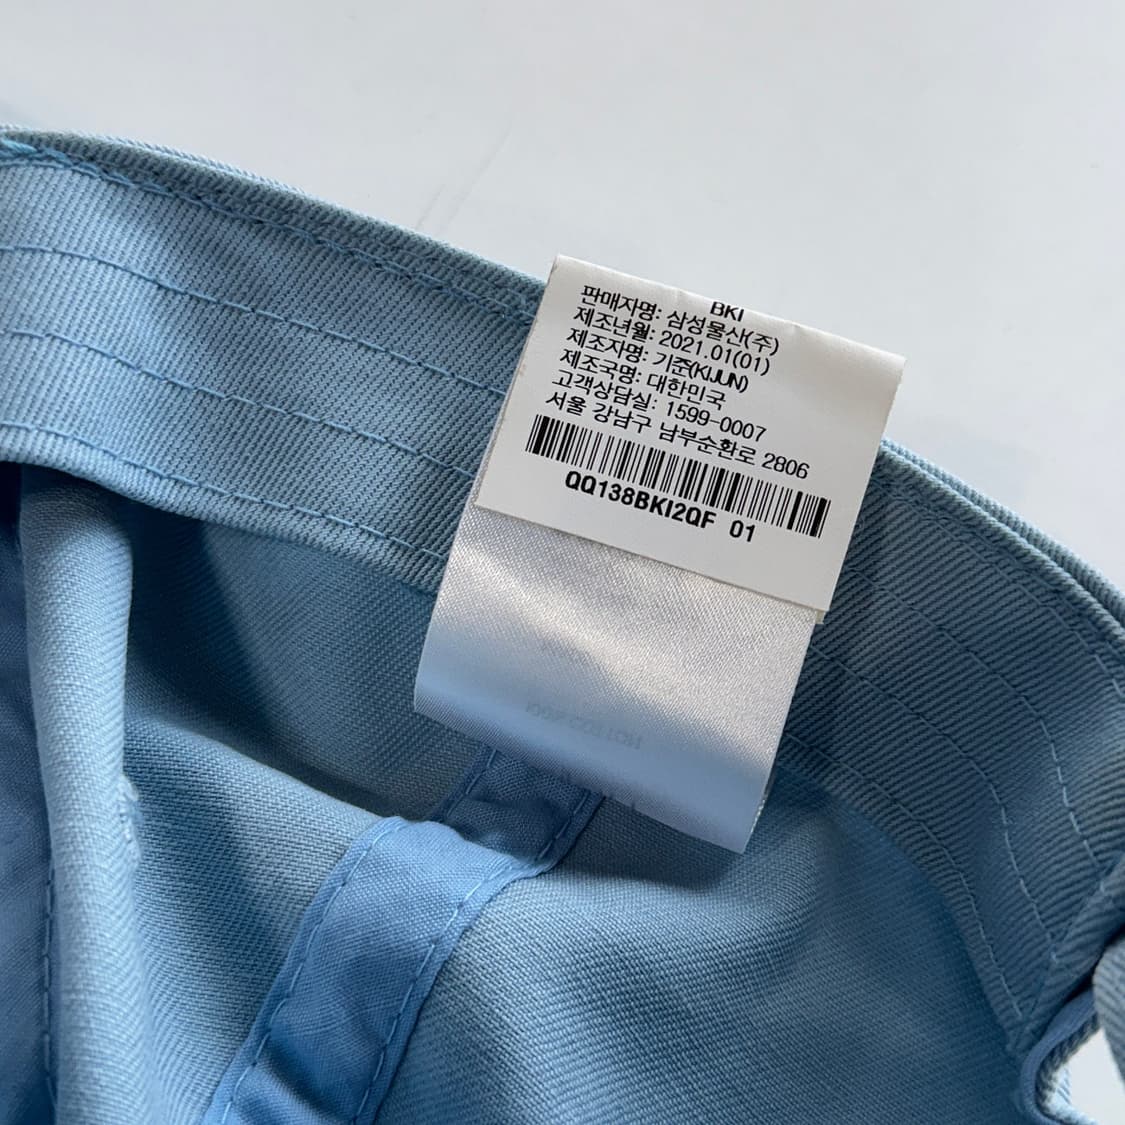 BKI
판매자명: 삼성물산(주)
제조년월: 2021.01(01)
제조자명: 기준(KIJUN)
제조국명: 대한민국
고객상담실: 1599-0007
서울 강남구 남부순환로 2806
QQ138BKI2QF 01
100% COTTON